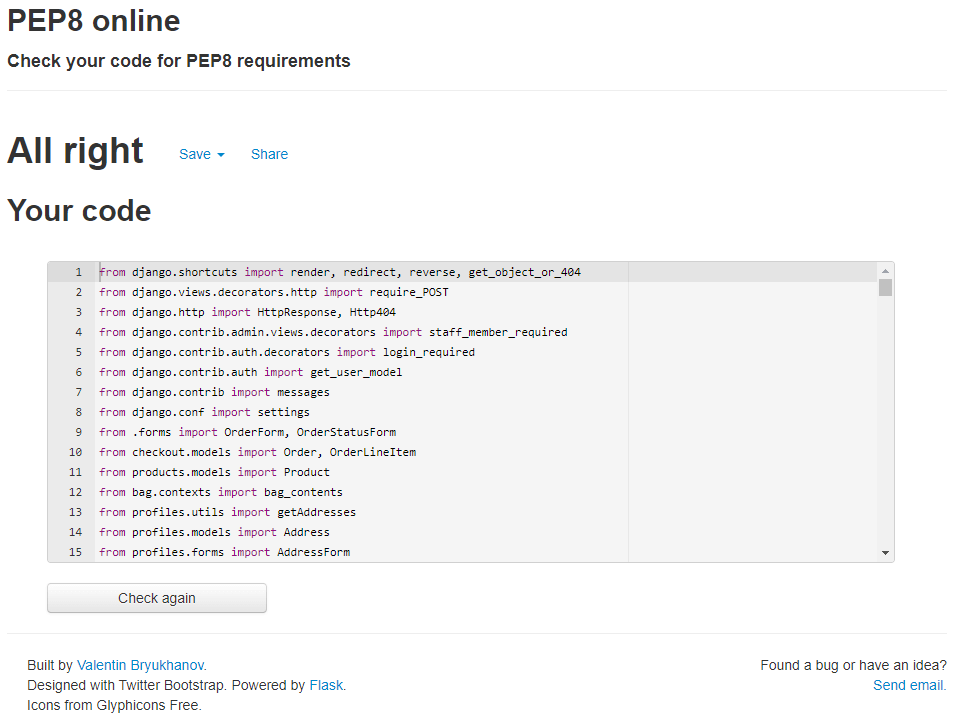 PEP8 online
Check your code for PEP8 requirements
All right Save Share
Your code
1 from django.shortcuts import render, redirect, reverse, get_object_or_404
2 from django.views.decorators.http import require_POST
3 from django.http import HttpResponse, Http404
4 from django.contrib.admin.views.decorators import staff_member_required
5 from django.contrib.auth.decorators import login_required
6 from django.contrib.auth import get_user_model
7 from django.contrib import messages
8 from django.conf import settings
9 from .forms import OrderForm, OrderStatusForm
10 from checkout.models import Order, OrderLineItem
11 from products.models import Product
12 from bag.contexts import bag_contents
13 from profiles.utils import getAddresses
14 from profiles.models import Address
15 from profiles.forms import AddressForm
Check again
Built by Valentin Bryukhanov. Found a bug or have an idea?
Designed with Twitter Bootstrap. Powered by Flask. Send email.
Icons from Glyphicons Free.